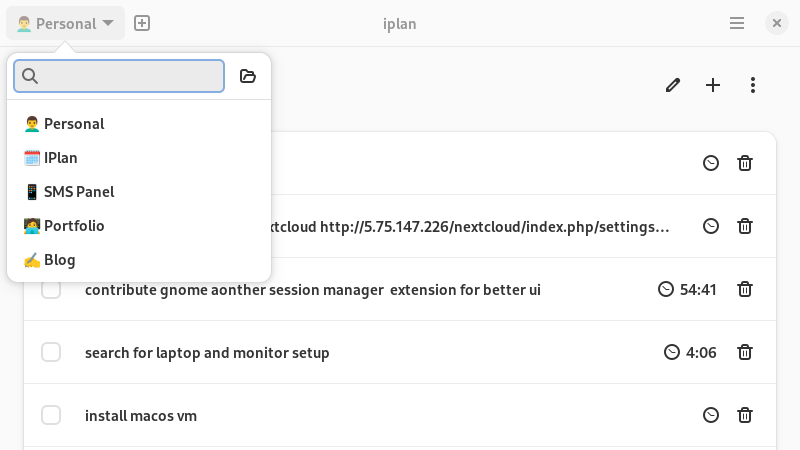 👨‍🦱 Personal
iplan
👨‍🦱 Personal
🗓️ IPlan
📱 SMS Panel
🧑‍💻 Portfolio
✍️ Blog
http://5.75.147.226/nextcloud/index.php/settings...
contribute gnome aonther session manager extension for better ui 54:41
search for laptop and monitor setup 4:06
install macos vm